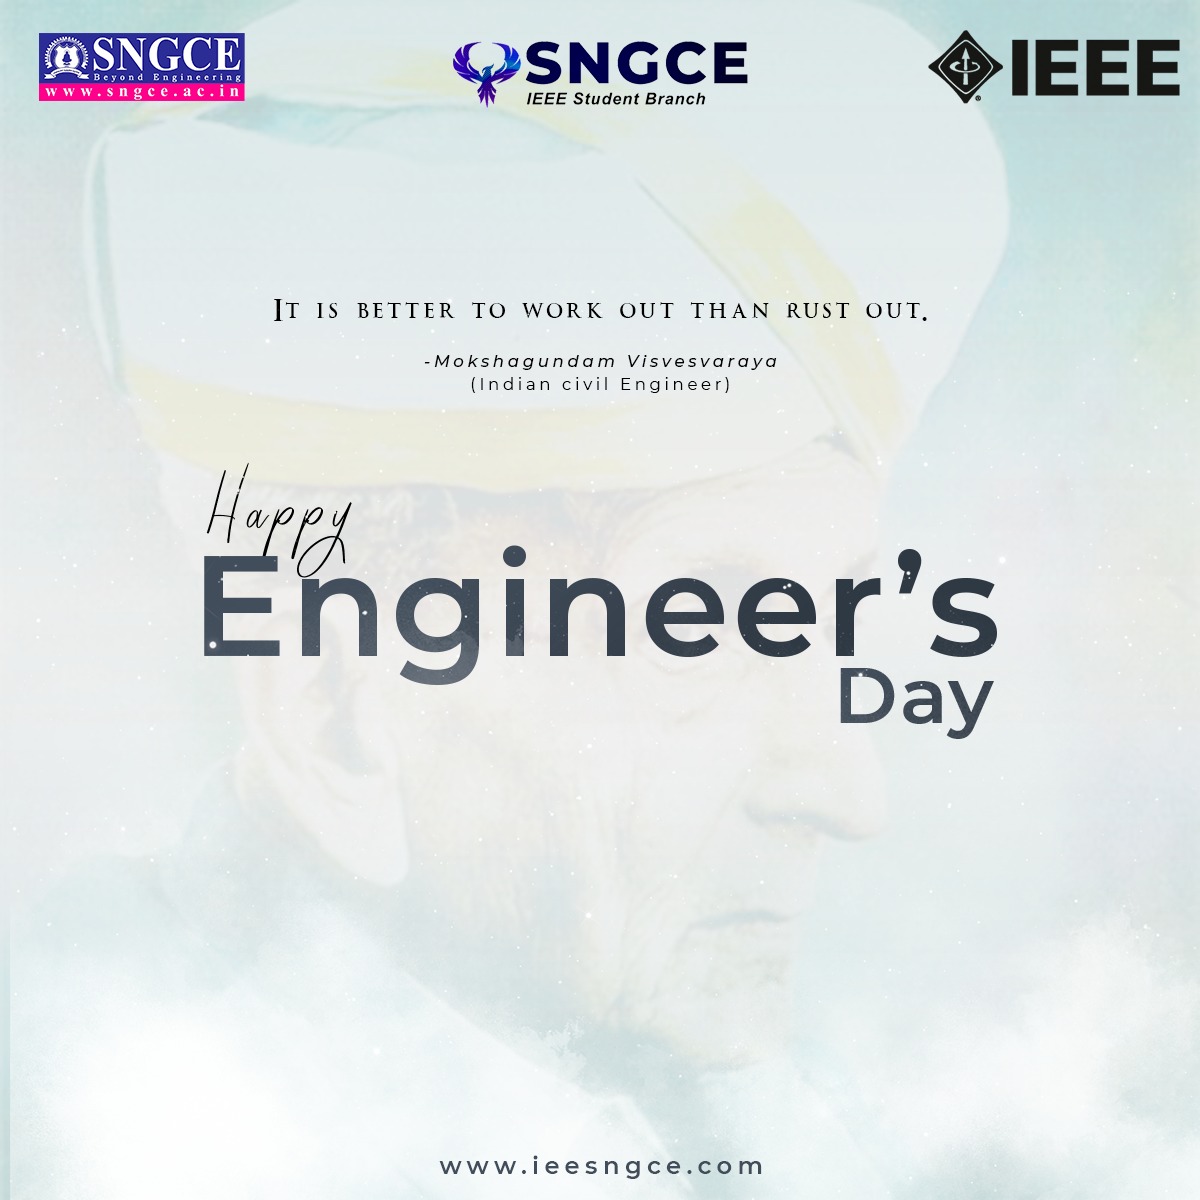 SNGCE
Beyond Engineering
www.sngce.ac.in
SNGCE
IEEE Student Branch
IEEE
It is better to work out than rust out.
-Mokshagundam Visvesvaraya
(Indian civil Engineer)
Happy
Engineer’s
Day
www.ieesngce.com